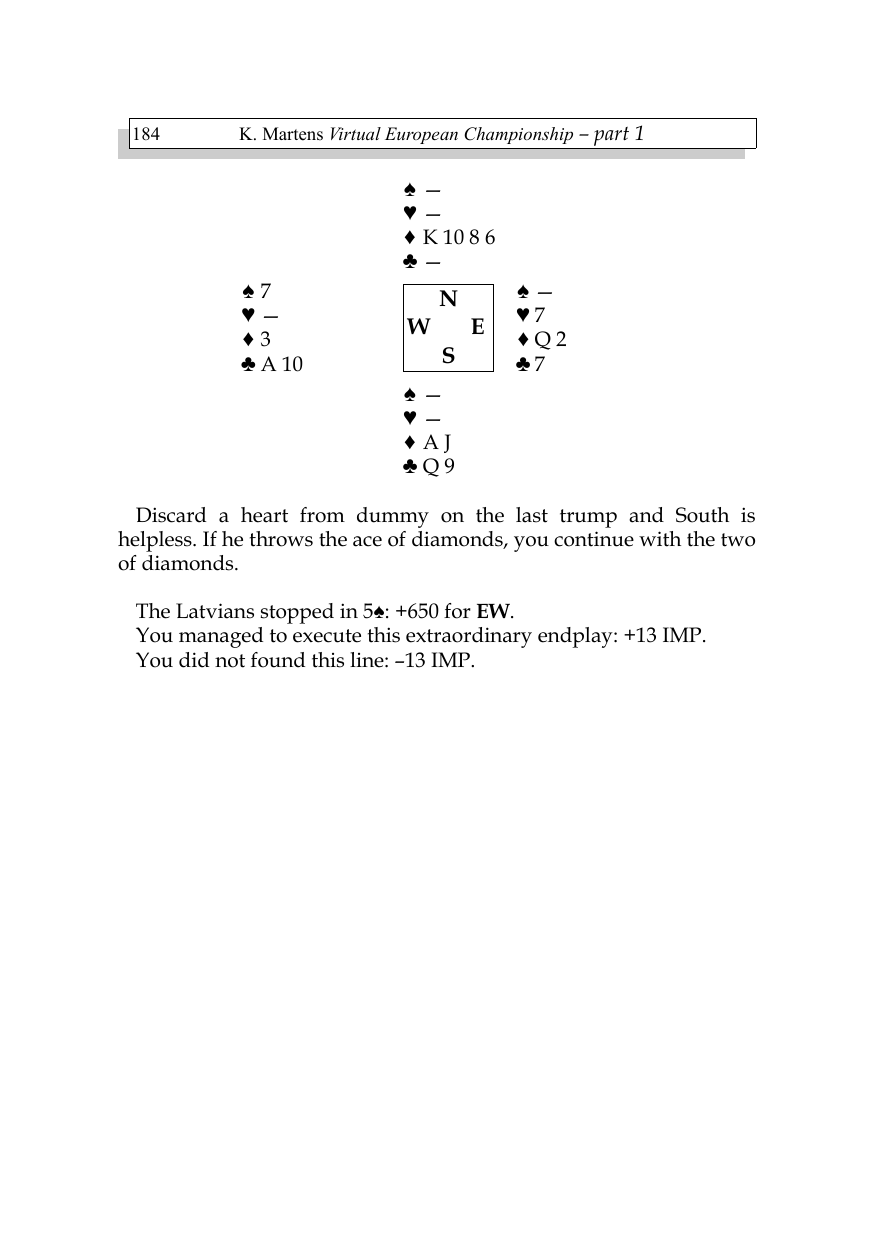 184 K. Martens Virtual European Championship – part 1
♠ –
♥ –
♦ K 10 8 6
♣ –
♠ 7
♥ –
♦ 3
♣ A 10
N
W E
S
♠ –
♥ 7
♦ Q 2
♣ 7
♠ –
♥ –
♦ A J
♣ Q 9
Discard a heart from dummy on the last trump and South is
helpless. If he throws the ace of diamonds, you continue with the two
of diamonds.
The Latvians stopped in 5♠: +650 for EW.
You managed to execute this extraordinary endplay: +13 IMP.
You did not found this line: –13 IMP.